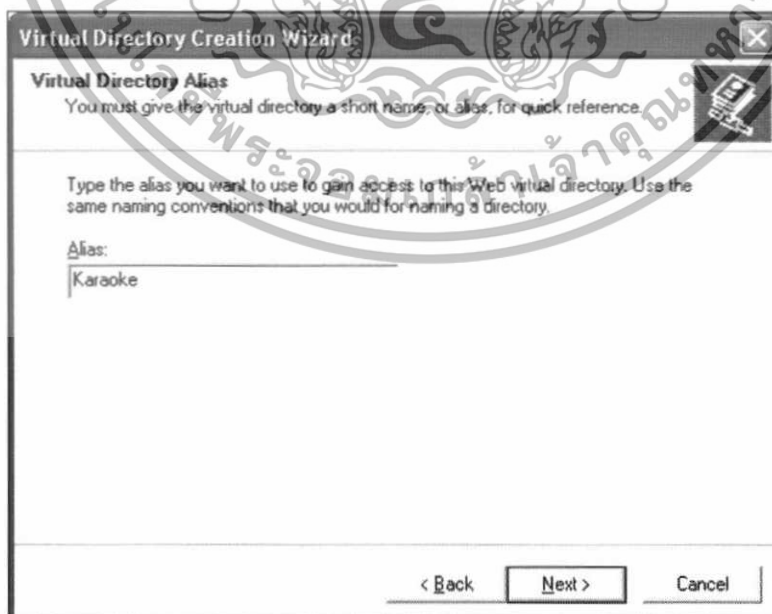 Virtual Directory Creation Wizard
Virtual Directory Alias
You must give the virtual directory a short name, or alias, for quick reference.
Type the alias you want to use to gain access to this Web virtual directory. Use the
same naming conventions that you would for naming a directory.
Alias:
Karaoke
< Back
Next >
Cancel